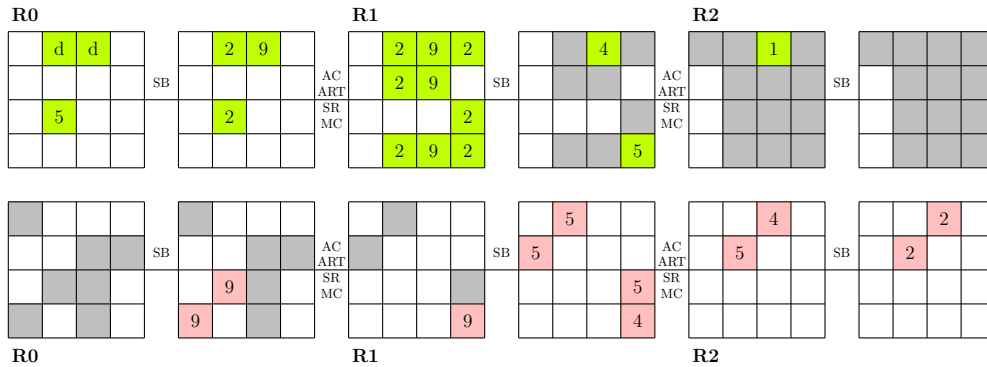 R0 R1 R2
d d 2 9 2 9 2 4 1
SB AC SB AC SB
ART 2 9 ART
5 2 SR 2 SR
MC MC
2 9 2 5
5 4 2
SB AC SB 5 AC 5 SB 2
ART ART
9 SR 5 SR
MC MC
9 9 4
R0 R1 R2